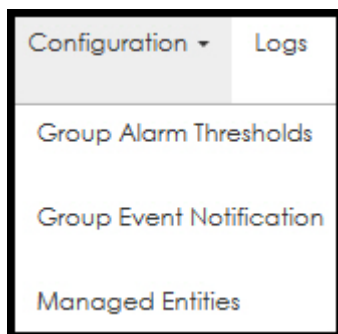 Configuration Logs
Group Alarm Thresholds
Group Event Notification
Managed Entities